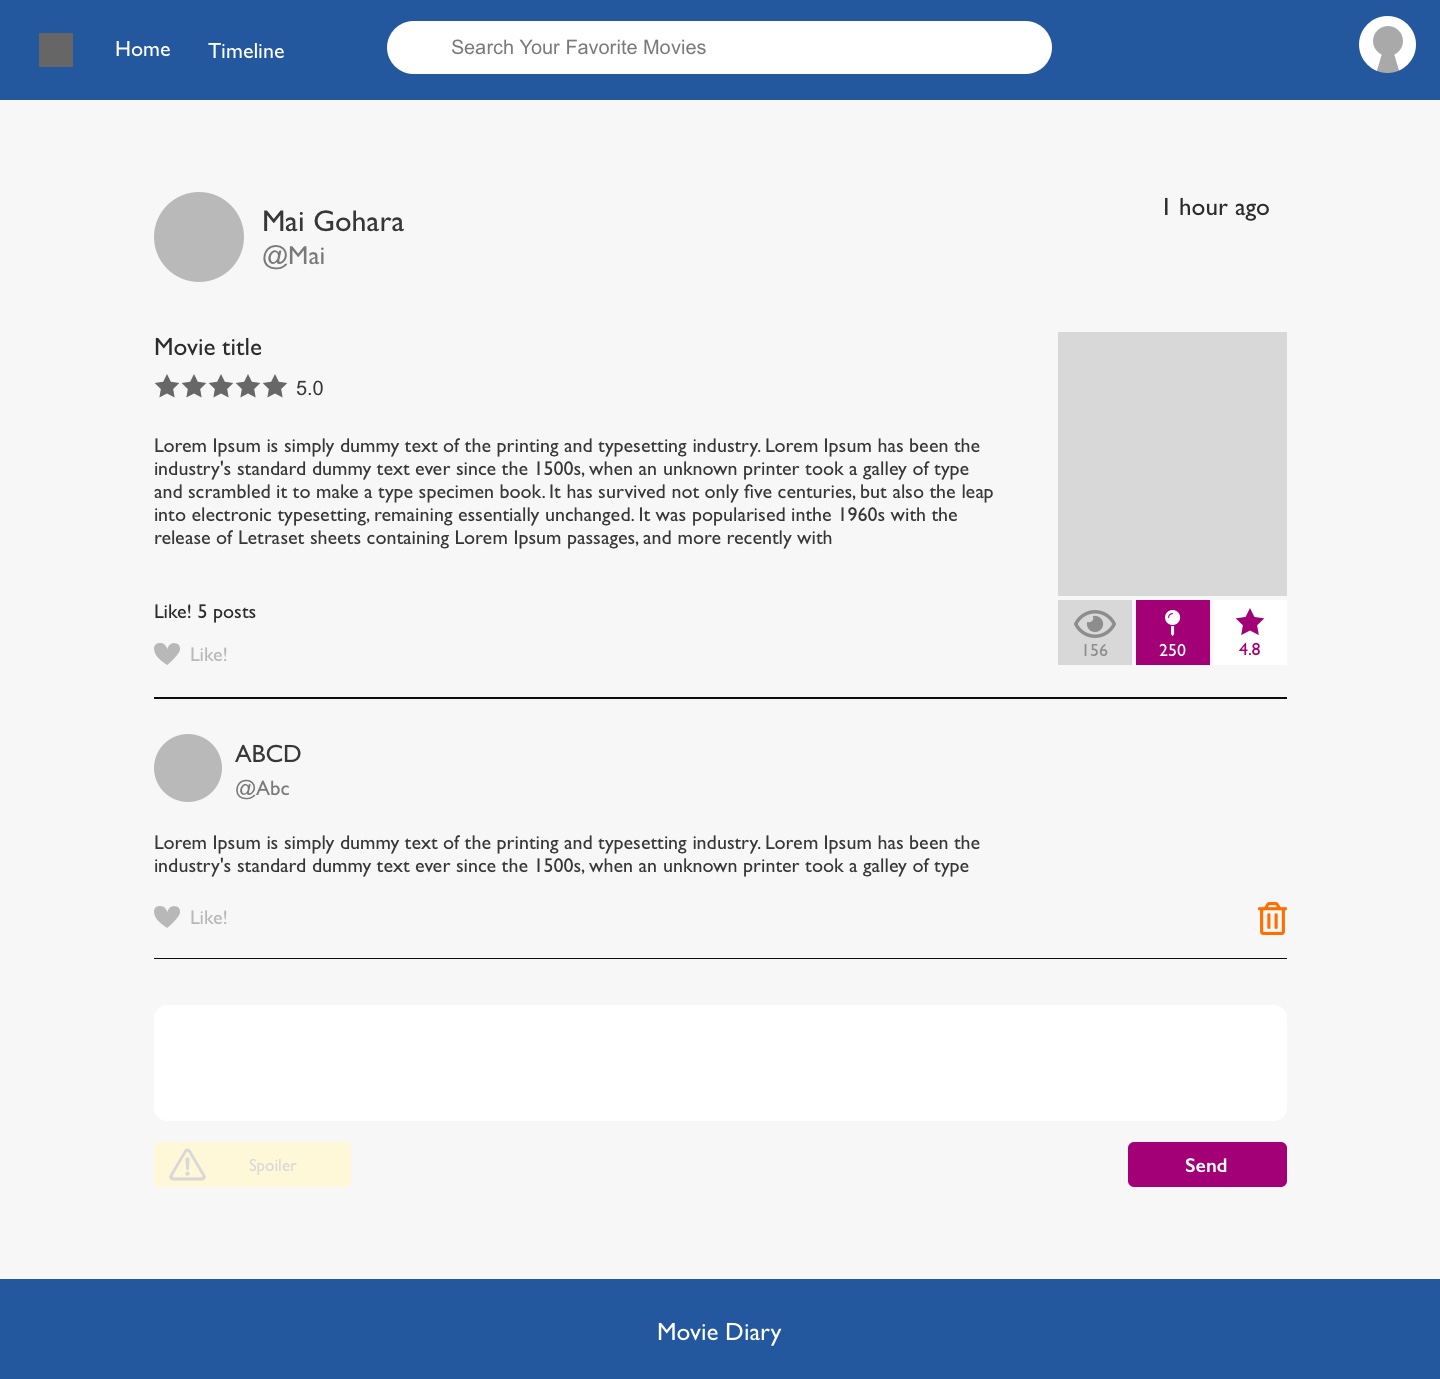 Home
Timeline
Search Your Favorite Movies
Mai Gohara
@Mai
1 hour ago
Movie title
5.0
Lorem Ipsum is simply dummy text of the printing and typesetting industry. Lorem Ipsum has been the
industry's standard dummy text ever since the 1500s, when an unknown printer took a galley of type
and scrambled it to make a type specimen book. It has survived not only five centuries, but also the leap
into electronic typesetting, remaining essentially unchanged. It was popularised inthe 1960s with the
release of Letraset sheets containing Lorem Ipsum passages, and more recently with
Like! 5 posts
Like!
156
250
4.8
ABCD
@Abc
Lorem Ipsum is simply dummy text of the printing and typesetting industry. Lorem Ipsum has been the
industry's standard dummy text ever since the 1500s, when an unknown printer took a galley of type
Like!
Spoiler
Send
Movie Diary